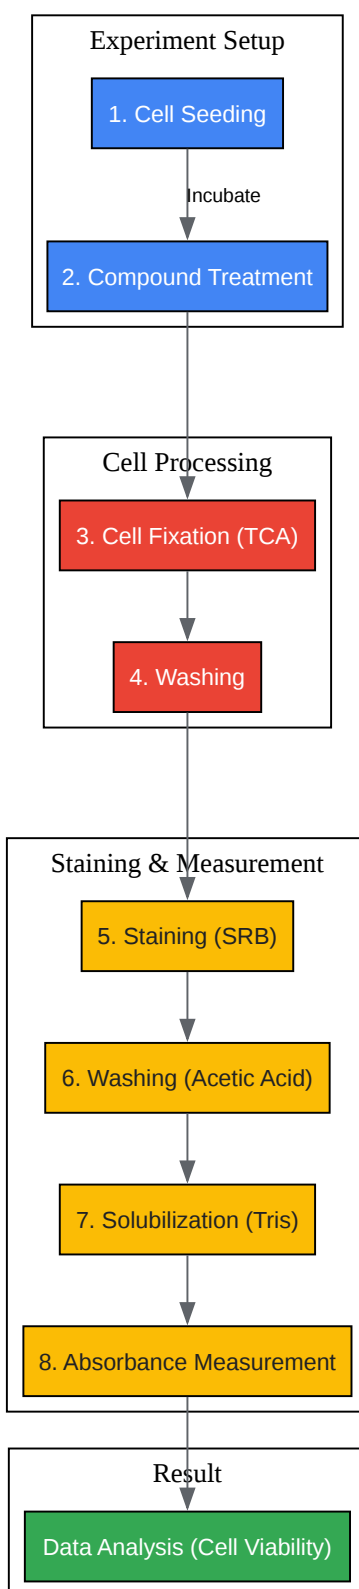 Experiment Setup
1. Cell Seeding
Incubate
2. Compound Treatment
Cell Processing
3. Cell Fixation (TCA)
4. Washing
Staining & Measurement
5. Staining (SRB)
6. Washing (Acetic Acid)
7. Solubilization (Tris)
8. Absorbance Measurement
Result
Data Analysis (Cell Viability)